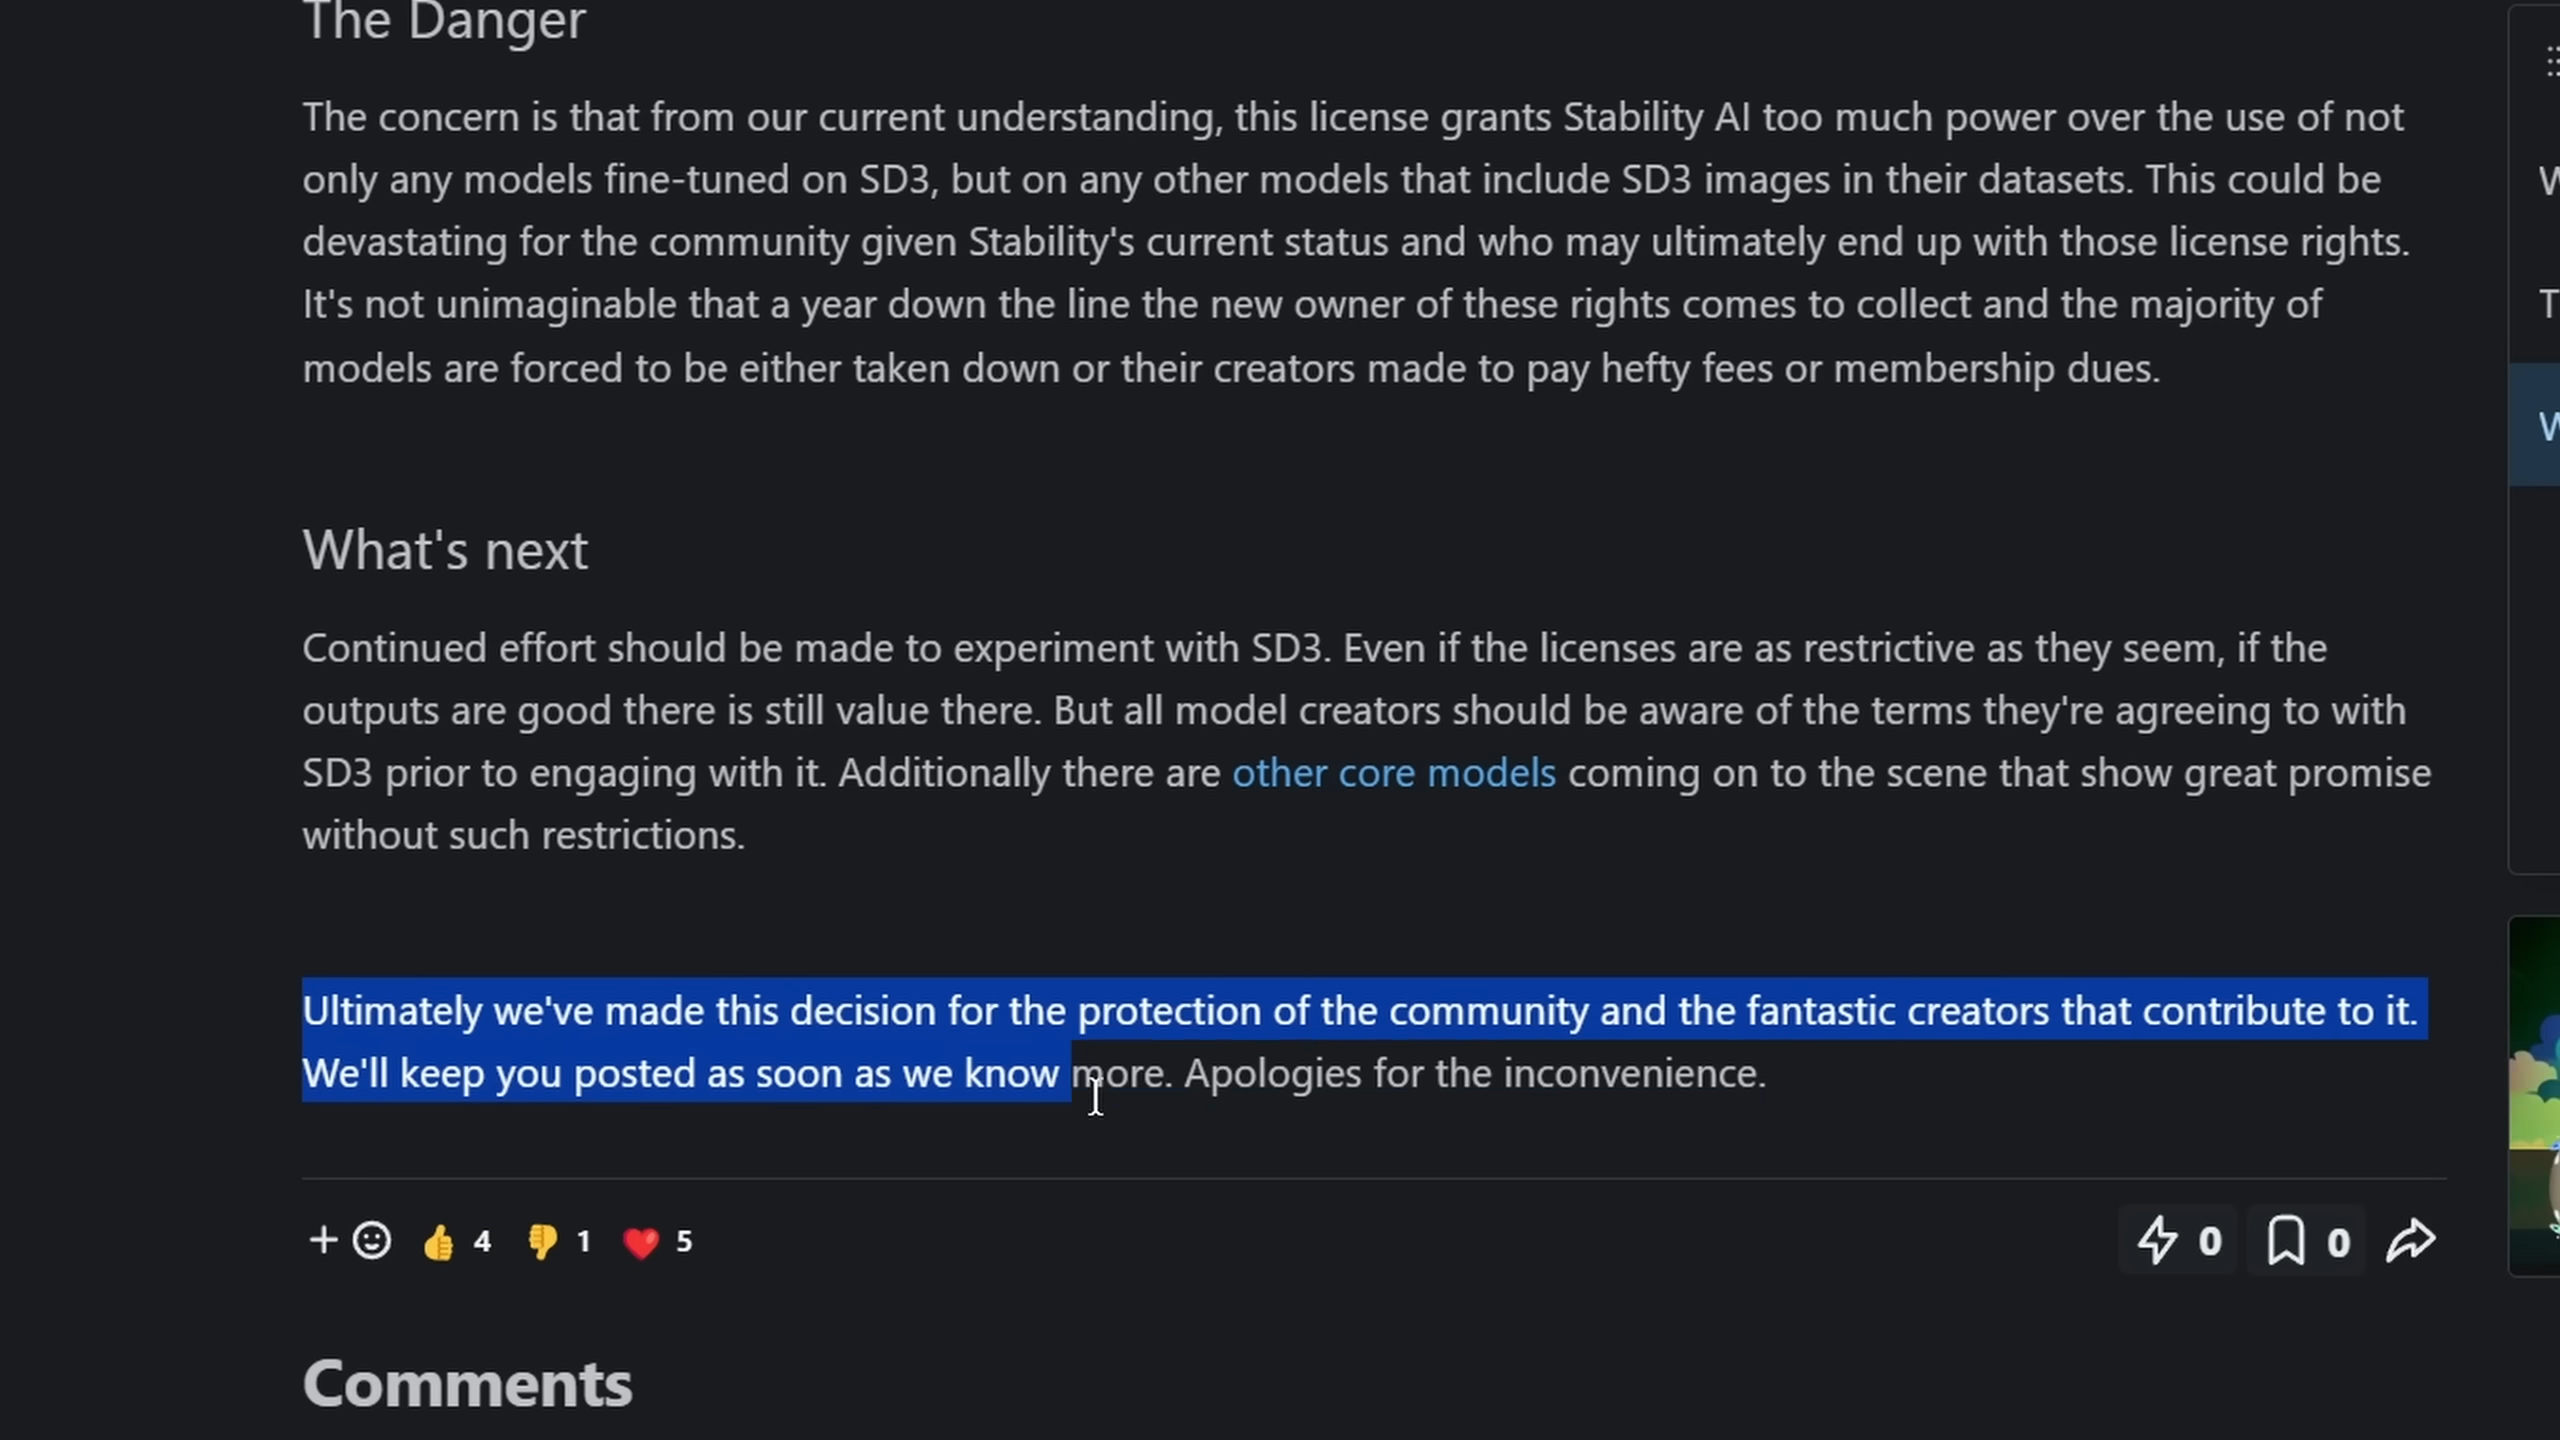 The Danger
The concern is that from our current understanding, this license grants Stability AI too much power over the use of not
only any models fine-tuned on SD3, but on any other models that include SD3 images in their datasets. This could be
devastating for the community given Stability's current status and who may ultimately end up with those license rights.
It's not unimaginable that a year down the line the new owner of these rights comes to collect and the majority of
models are forced to be either taken down or their creators made to pay hefty fees or membership dues.
What's next
Continued effort should be made to experiment with SD3. Even if the licenses are as restrictive as they seem, if the
outputs are good there is still value there. But all model creators should be aware of the terms they're agreeing to with
SD3 prior to engaging with it. Additionally there are other core models coming on to the scene that show great promise
without such restrictions.
Ultimately we've made this decision for the protection of the community and the fantastic creators that contribute to it.
We'll keep you posted as soon as we know more. Apologies for the inconvenience.
4 1 5 0 0
Comments